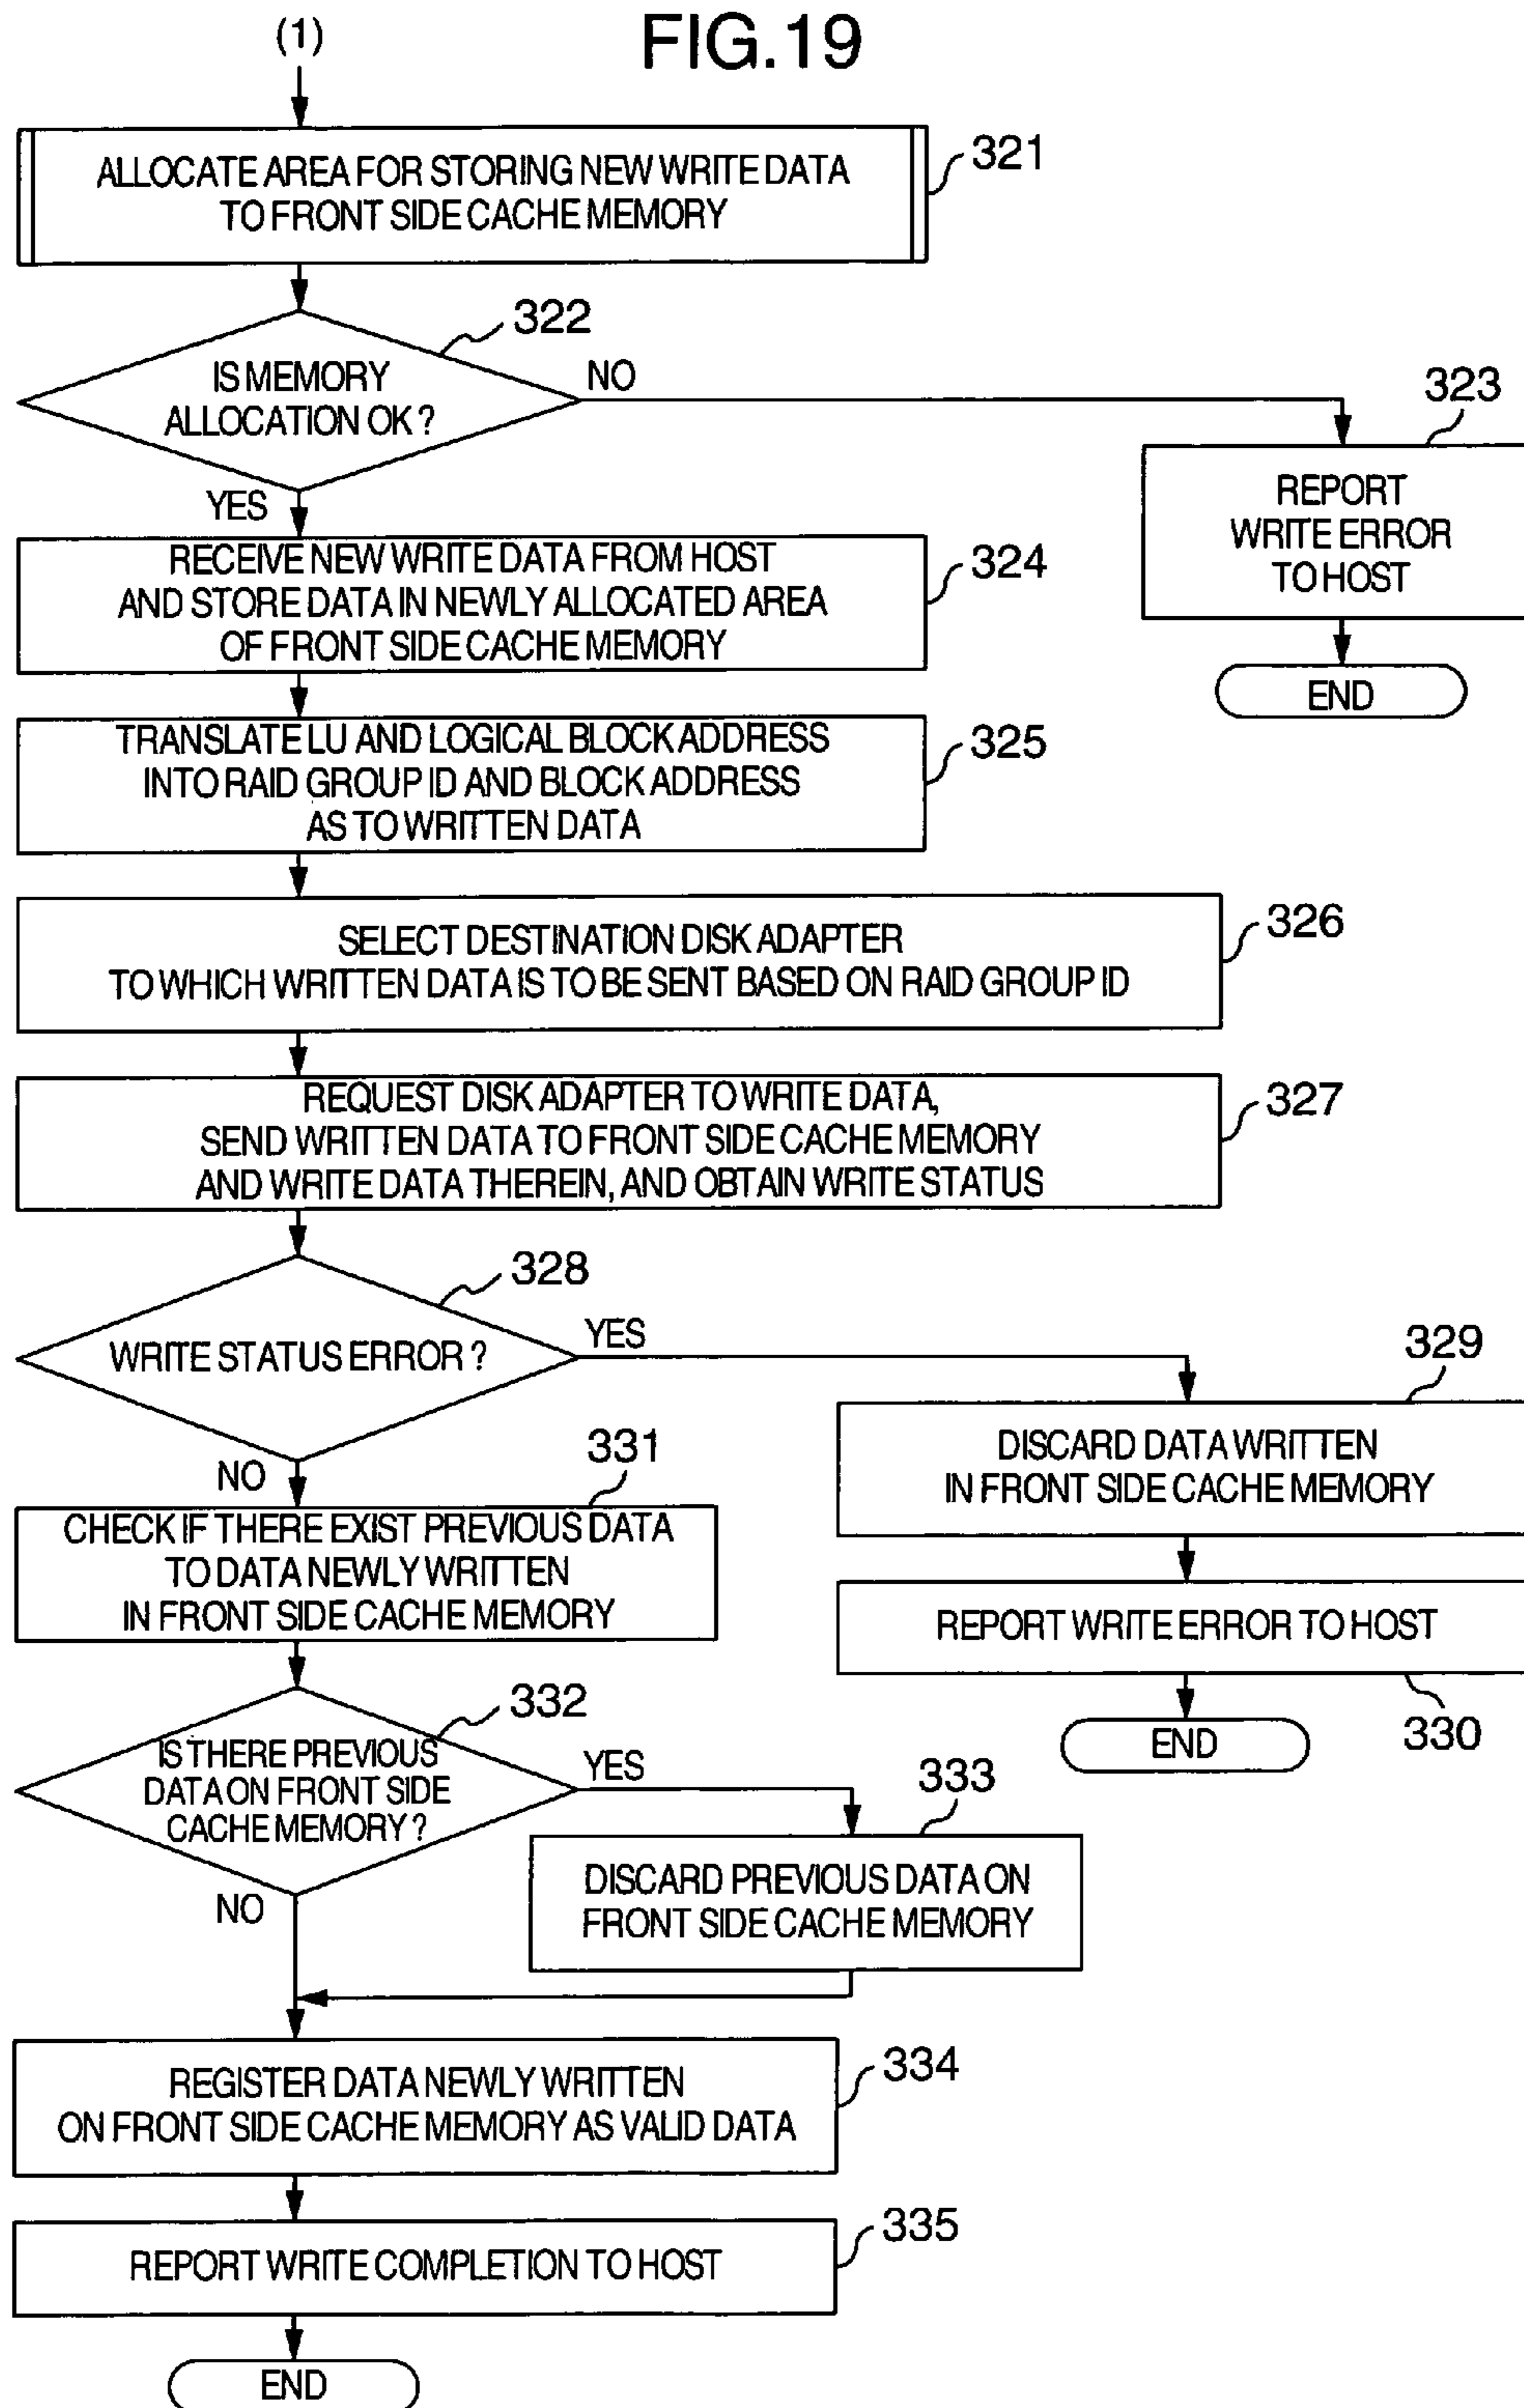 FIG.19
(1)
ALLOCATE AREA FOR STORING NEW WRITE DATA
TO FRONT SIDE CACHE MEMORY
321
322
IS MEMORY
ALLOCATION OK?
NO
YES
323
REPORT
WRITE ERROR
TO HOST
END
RECEIVE NEW WRITE DATA FROM HOST
AND STORE DATA IN NEWLY ALLOCATED AREA
OF FRONT SIDE CACHE MEMORY
324
TRANSLATE LU AND LOGICAL BLOCK ADDRESS
INTO RAID GROUP ID AND BLOCK ADDRESS
AS TO WRITTEN DATA
325
SELECT DESTINATION DISK ADAPTER
TO WHICH WRITTEN DATA IS TO BE SENT BASED ON RAID GROUP ID
326
REQUEST DISK ADAPTER TO WRITE DATA,
SEND WRITTEN DATA TO FRONT SIDE CACHE MEMORY
AND WRITE DATA THEREIN, AND OBTAIN WRITE STATUS
327
328
WRITE STATUS ERROR?
YES
NO
329
DISCARD DATA WRITTEN
IN FRONT SIDE CACHE MEMORY
REPORT WRITE ERROR TO HOST
330
END
331
CHECK IF THERE EXIST PREVIOUS DATA
TO DATA NEWLY WRITTEN
IN FRONT SIDE CACHE MEMORY
332
IS THERE PREVIOUS
DATA ON FRONT SIDE
CACHE MEMORY?
YES
NO
333
DISCARD PREVIOUS DATA ON
FRONT SIDE CACHE MEMORY
REGISTER DATA NEWLY WRITTEN
ON FRONT SIDE CACHE MEMORY AS VALID DATA
334
REPORT WRITE COMPLETION TO HOST
335
END